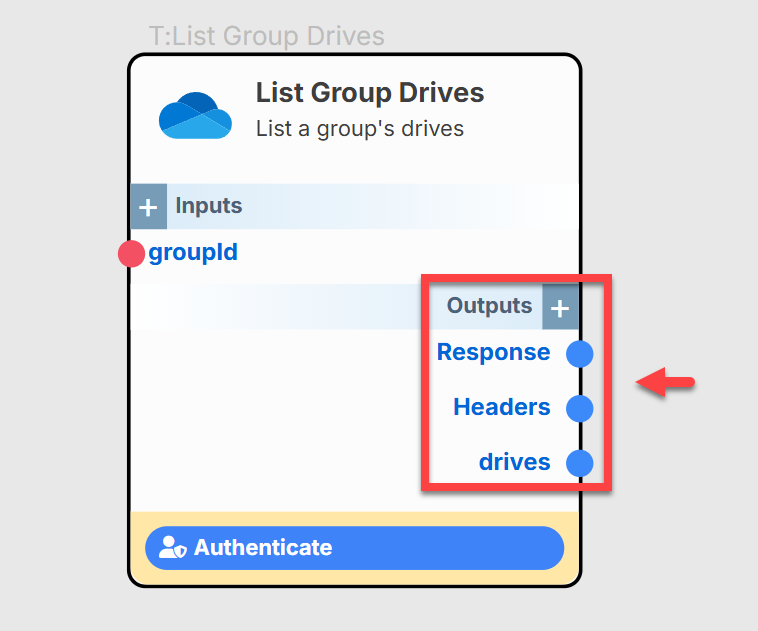 T:List Group Drives
List Group Drives
List a group's drives
+ Inputs
groupId
Outputs +
Response
Headers
drives
Authenticate